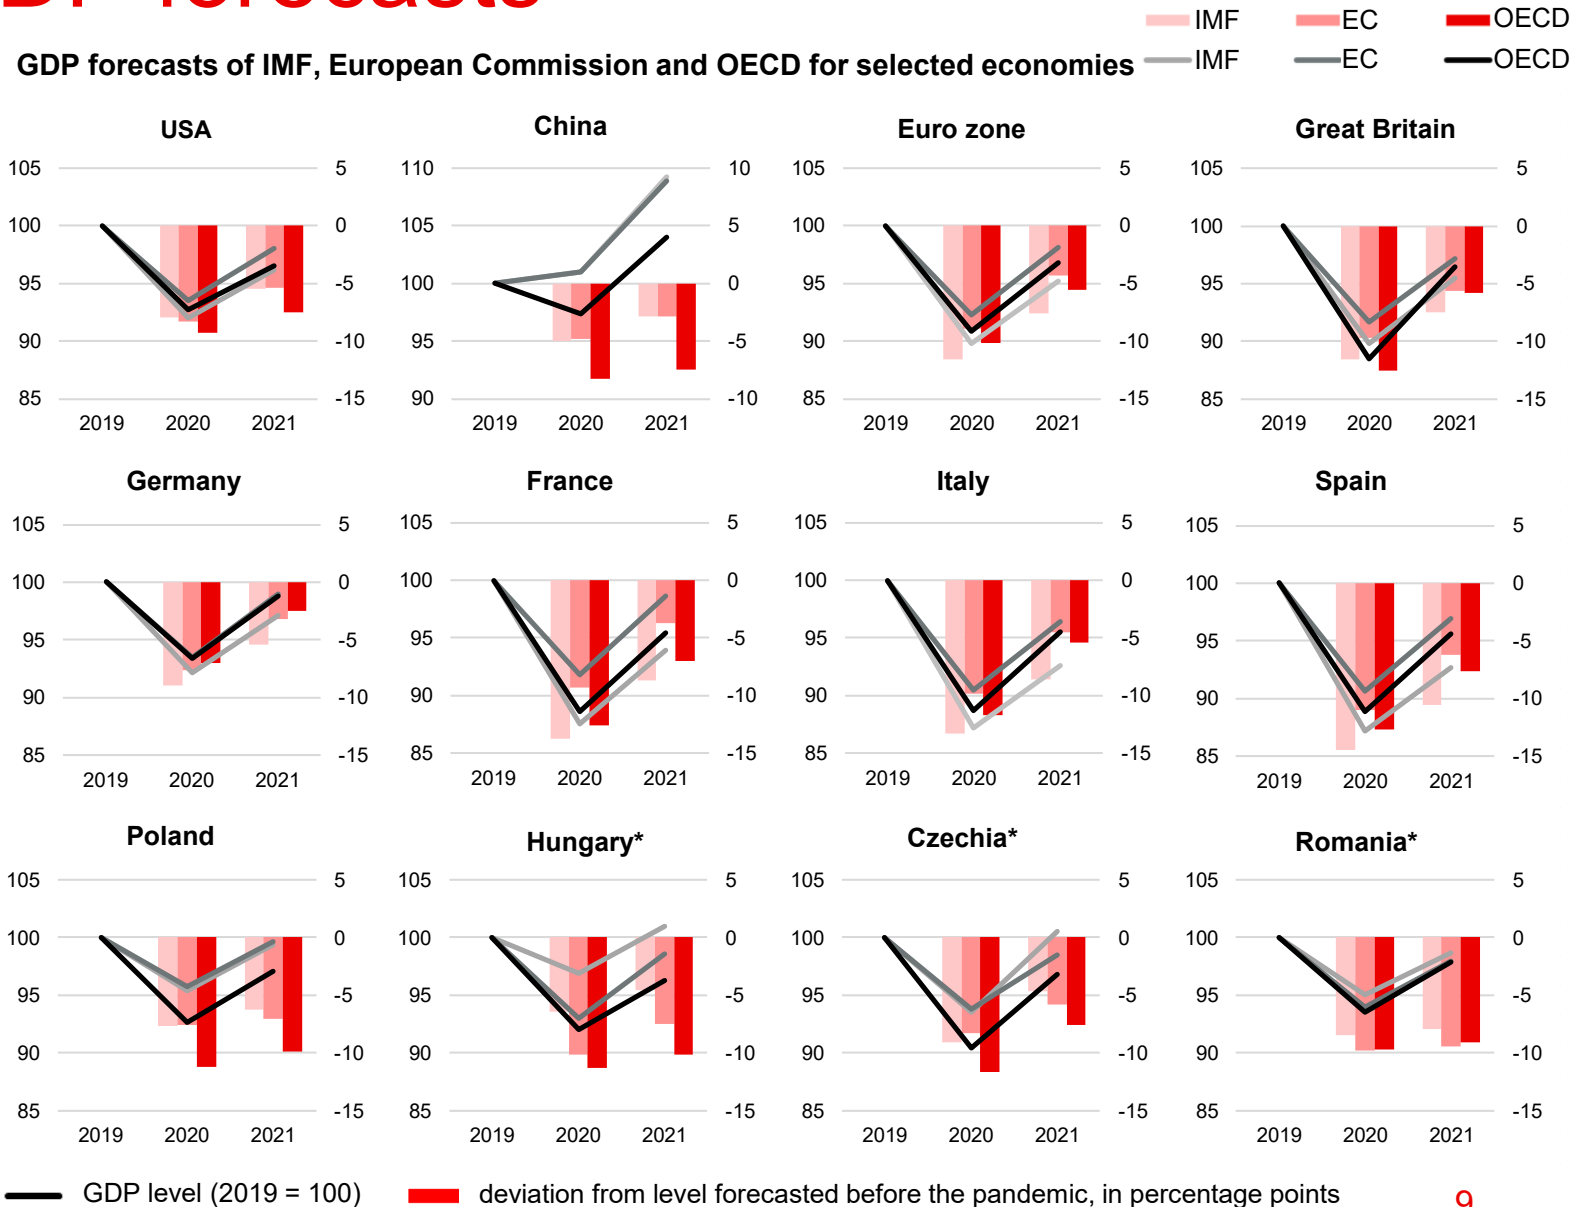 GDP forecasts of IMF, European Commission and OECD for selected economies
IMF EC OECD
IMF EC OECD
USA China Euro zone Great Britain
105 5 110 10 105 5 105 5
100 0 105 5 100 0 100 0
95 -5 100 0 95 -5 95 -5
90 -10 95 -5 90 -10 90 -10
85 -15 90 -10 85 -15 85 -15
2019 2020 2021 2019 2020 2021 2019 2020 2021 2019 2020 2021
Germany France Italy Spain
105 5 105 5 105 5 105 5
100 0 100 0 100 0 100 0
95 -5 95 -5 95 -5 95 -5
90 -10 90 -10 90 -10 90 -10
85 -15 85 -15 85 -15 85 -15
2019 2020 2021 2019 2020 2021 2019 2020 2021 2019 2020 2021
Poland Hungary* Czechia* Romania*
105 5 105 5 105 5 105 5
100 0 100 0 100 0 100 0
95 -5 95 -5 95 -5 95 -5
90 -10 90 -10 90 -10 90 -10
85 -15 85 -15 85 -15 85 -15
2019 2020 2021 2019 2020 2021 2019 2020 2021 2019 2020 2021
GDP level (2019 = 100) deviation from level forecasted before the pandemic, in percentage points